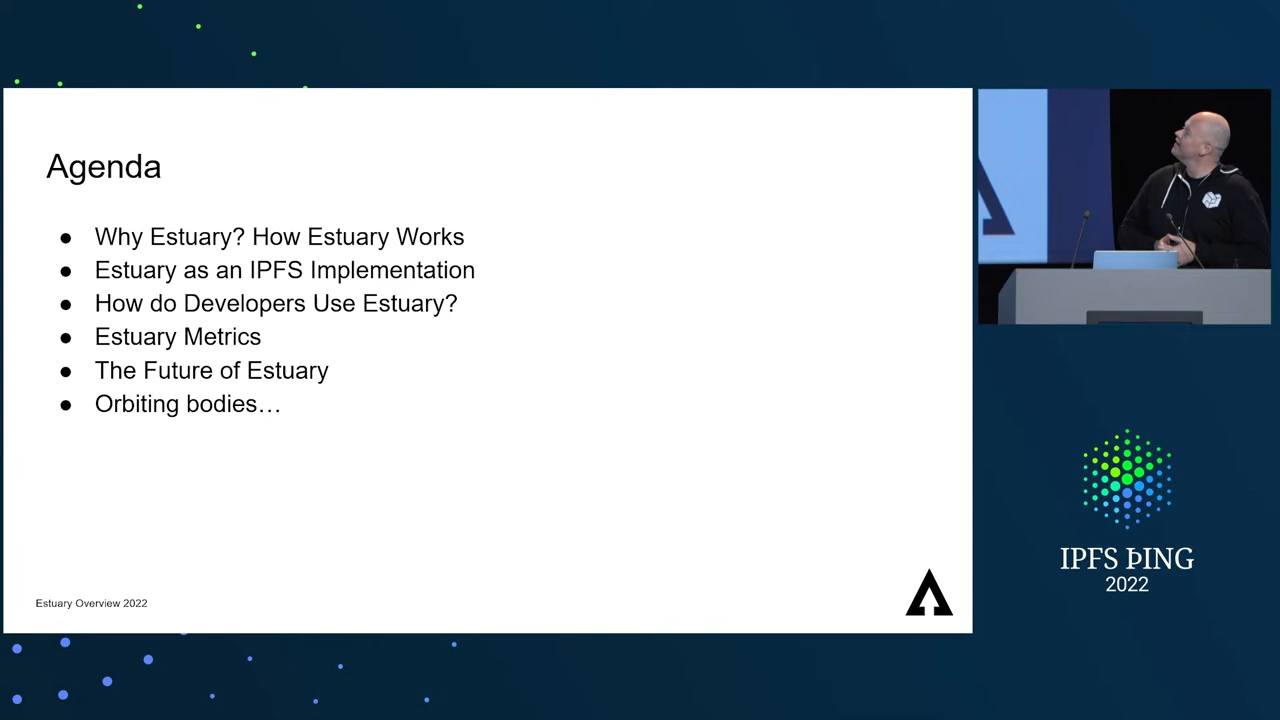 Agenda
● Why Estuary? How Estuary Works
● Estuary as an IPFS Implementation
● How do Developers Use Estuary?
● Estuary Metrics
● The Future of Estuary
● Orbiting bodies…
Estuary Overview 2022
IPFS ÞING
2022